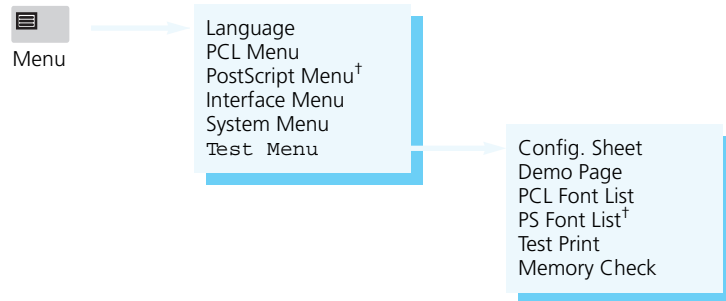 Menu
Language
PCL Menu
PostScript Menu†
Interface Menu
System Menu
Test Menu
Config. Sheet
Demo Page
PCL Font List
PS Font List†
Test Print
Memory Check